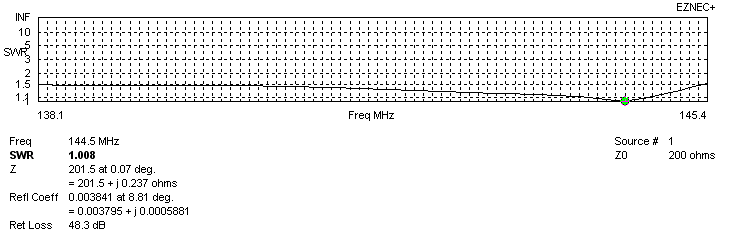 EZNEC+
INF
10
5
SWR
3
2
1.5
1.1
138.1 Freq MHz 145.4
Freq 144.5 MHz Source # 1
SWR 1.008 Z0 200 ohms
Z 201.5 at 0.07 deg.
= 201.5 + j 0.237 ohms
Refl Coeff 0.003841 at 8.81 deg.
= 0.003795 + j 0.0005881
Ret Loss 48.3 dB